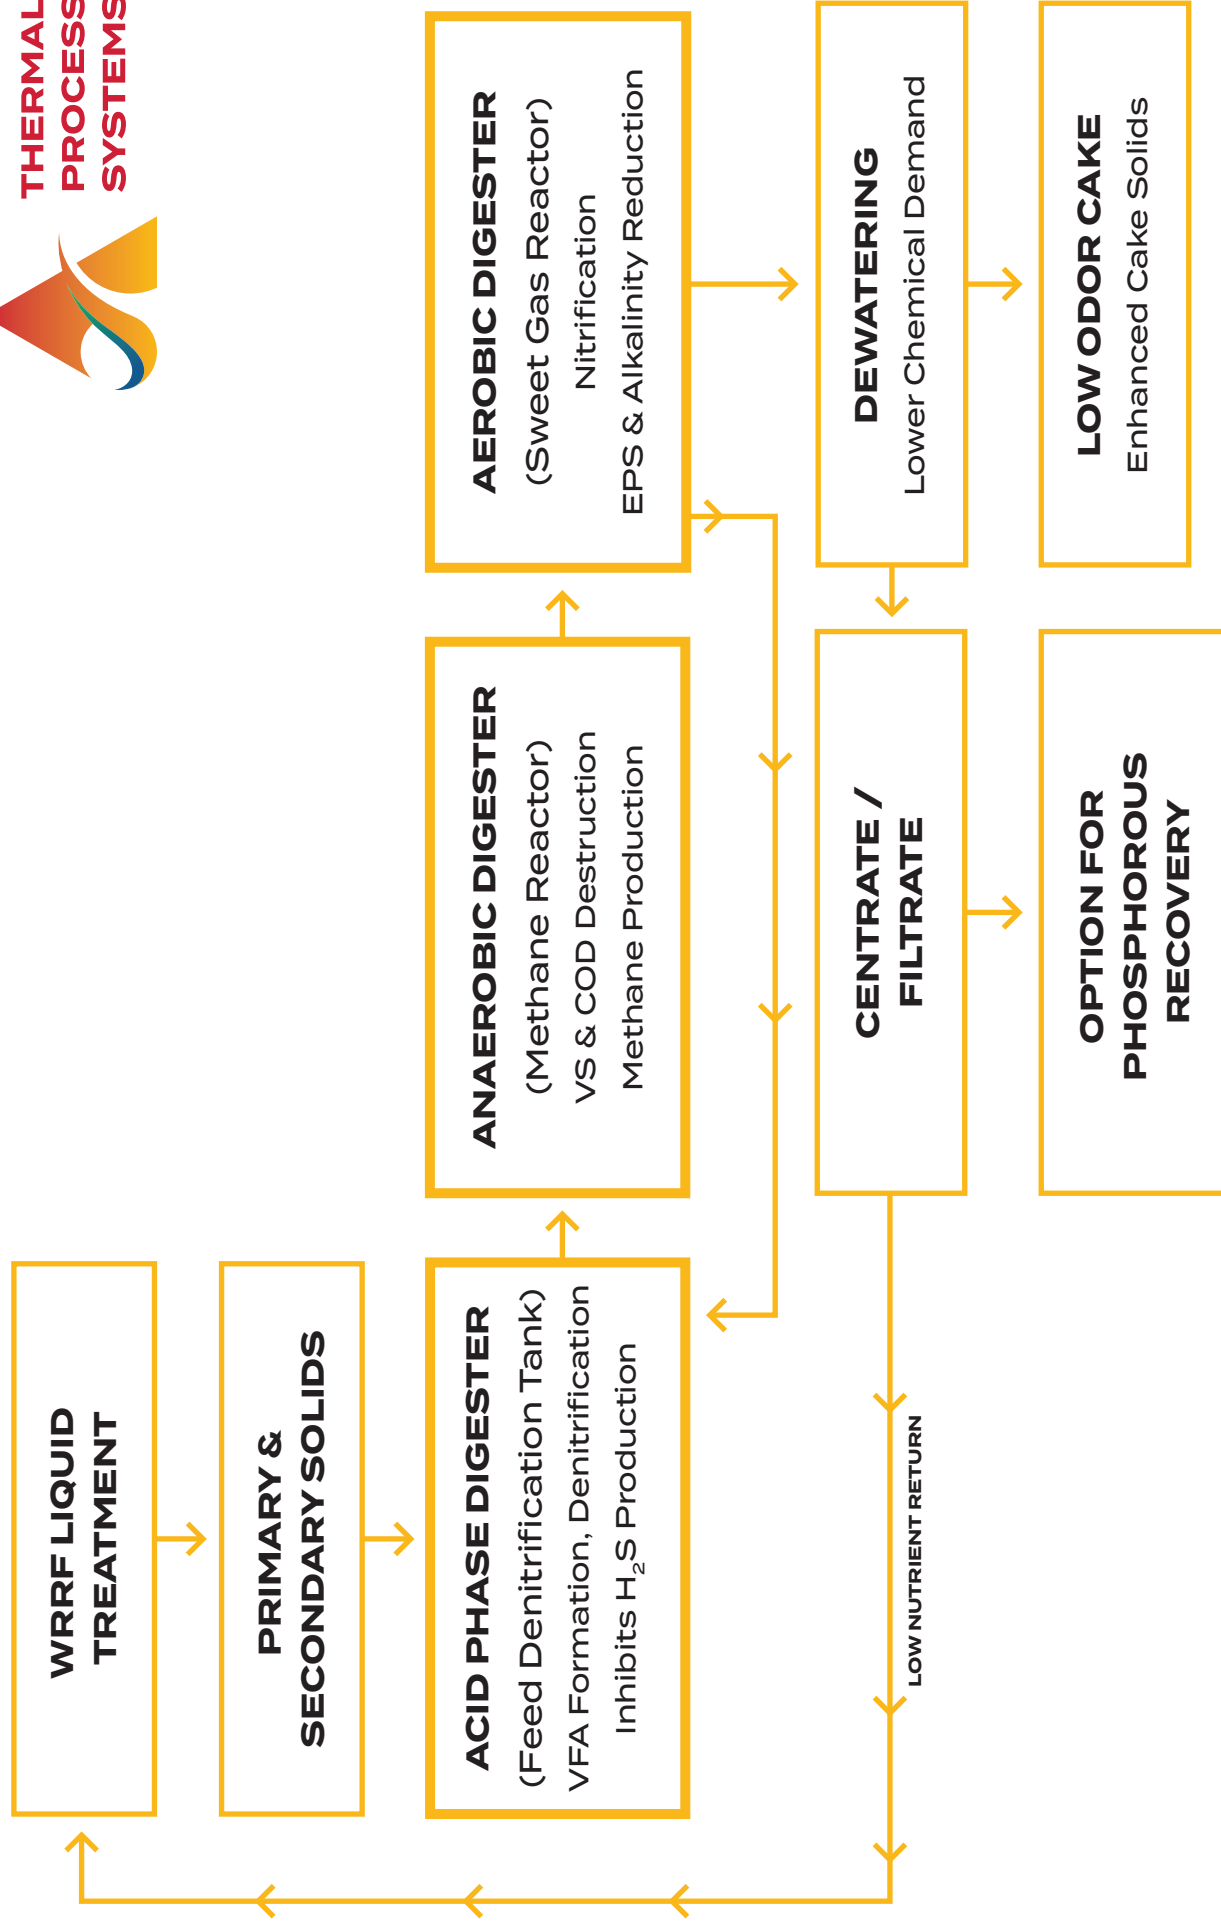 THERMAL
PROCESS
SYSTEMS
WRRF LIQUID
TREATMENT
PRIMARY &
SECONDARY SOLIDS
ACID PHASE DIGESTER
(Feed Denitrification Tank)
VFA Formation, Denitrification
Inhibits H₂S Production
ANAEROBIC DIGESTER
(Methane Reactor)
VS & COD Destruction
Methane Production
AEROBIC DIGESTER
(Sweet Gas Reactor)
Nitrification
EPS & Alkalinity Reduction
DEWATERING
Lower Chemical Demand
CENTRATE /
FILTRATE
LOW NUTRIENT RETURN
LOW ODOR CAKE
Enhanced Cake Solids
OPTION FOR
PHOSPHOROUS
RECOVERY